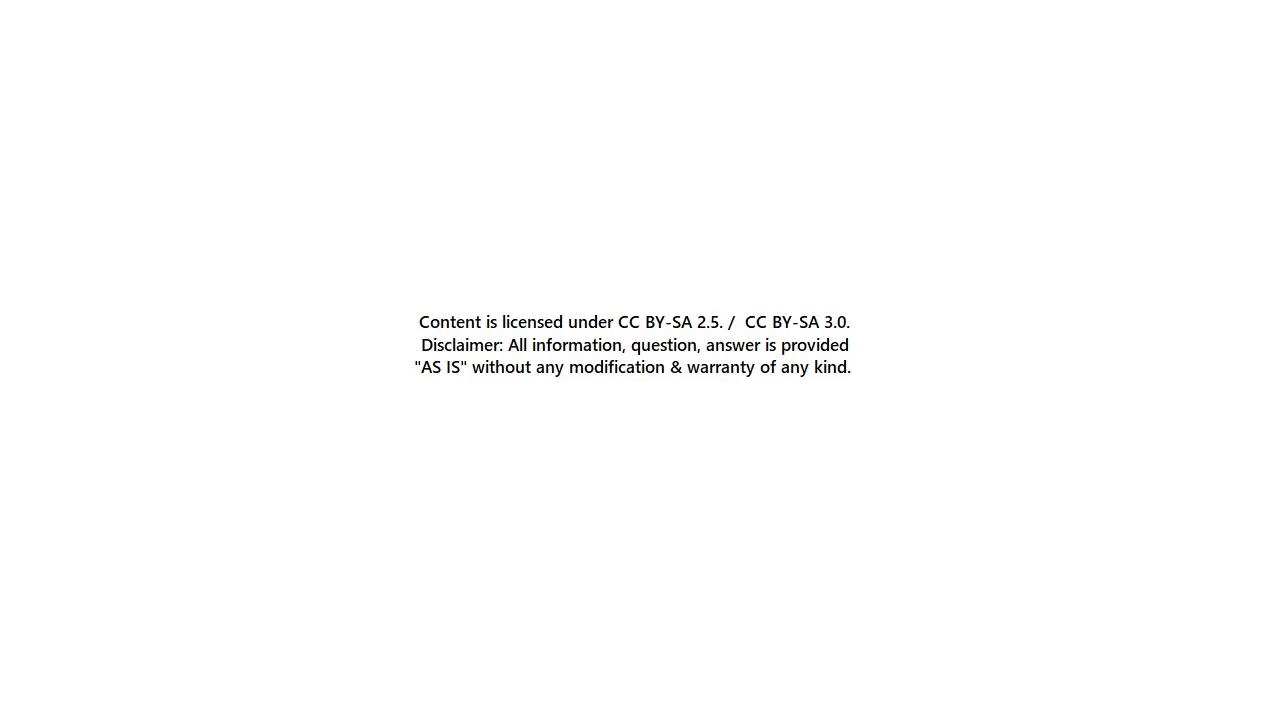 Content is licensed under CC BY-SA 2.5. /  CC BY-SA 3.0.
Disclaimer: All information, question, answer is provided
"AS IS" without any modification & warranty of any kind.